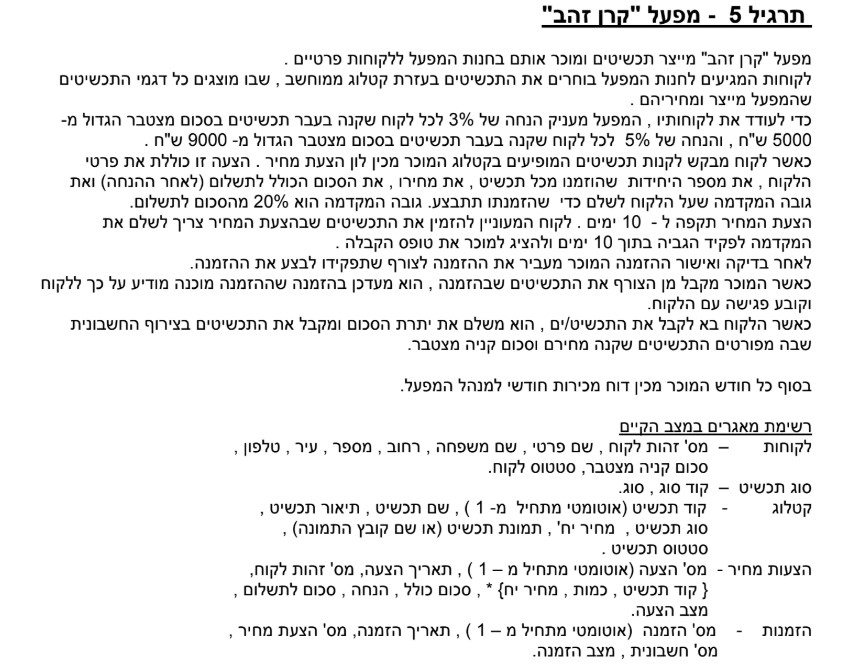 תרגיל 5 - מפעל "קרן זהב"
מפעל "קרן זהב" מייצר תכשיטים ומוכר אותם בחנות המפעל ללקוחות פרטיים .
לקוחות המגיעים לחנות המפעל בוחרים את התכשיטים בעזרת קטלוג ממוחשב , שבו מוצגים כל דגמי התכשיטים
שהמפעל מייצר ומחיריהם .
כדי לעודד את לקוחותיו , המפעל מעניק הנחה של 3% לכל לקוח שקנה בעבר תכשיטים בסכום מצטבר הגדול מ-
5000 ש"ח , והנחה של 5% לכל לקוח שקנה בעבר תכשיטים בסכום מצטבר הגדול מ- 9000 ש"ח .
כאשר לקוח מבקש לקנות תכשיטים המופיעים בקטלוג המוכר מכין לון הצעת מחיר . הצעה זו כוללת את פרטי
הלקוח , את מספר היחידות שהוזמנו מכל תכשיט , את מחירו , את הסכום הכולל לתשלום (לאחר ההנחה) ואת
גובה המקדמה שעל הלקוח לשלם כדי שהזמנתו תתבצע. גובה המקדמה הוא 20% מהסכום לתשלום.
הצעת המחיר תקפה ל - 10 ימים . לקוח המעוניין להזמין את התכשיטים שבהצעת המחיר צריך לשלם את
המקדמה לפקיד הגביה בתוך 10 ימים ולהציג למוכר את טופס הקבלה .
לאחר בדיקה ואישור ההזמנה המוכר מעביר את ההזמנה לצורף שתפקידו לבצע את ההזמנה.
כאשר המוכר מקבל מן הצורף את התכשיטים שבהזמנה , הוא מעדכן בהזמנה שההזמנה מוכנה מודיע על כך ללקוח
וקובע פגישה עם הלקוח.
כאשר הלקוח בא לקבל את התכשיט/ים , הוא משלם את יתרת הסכום ומקבל את התכשיטים בצירוף החשבונית
שבה מפורטים התכשיטים שקנה מחירם וסכום קניה מצטבר.
בסוף כל חודש המוכר מכין דוח מכירות חודשי למנהל המפעל.
רשימת מאגרים במצב הקיים
לקוחות – מס' זהות לקוח , שם פרטי , שם משפחה , רחוב , מספר , עיר , טלפון ,
סכום קניה מצטבר, סטטוס לקוח.
סוג תכשיט – קוד סוג , סוג.
קטלוג - קוד תכשיט (אוטומטי מתחיל מ- 1 ) , שם תכשיט , תיאור תכשיט ,
סוג תכשיט , מחיר יח' , תמונת תכשיט (או שם קובץ התמונה) ,
סטטוס תכשיט .
הצעות מחיר - מס' הצעה (אוטומטי מתחיל מ – 1 ) , תאריך הצעה, מס' זהות לקוח,
{ קוד תכשיט , כמות , מחיר יח'} * , סכום כולל , הנחה , סכום לתשלום ,
מצב הצעה.
הזמנות - מס' הזמנה (אוטומטי מתחיל מ – 1 ) , תאריך הזמנה, מס' הצעת מחיר ,
מס' חשבונית , מצב הזמנה.